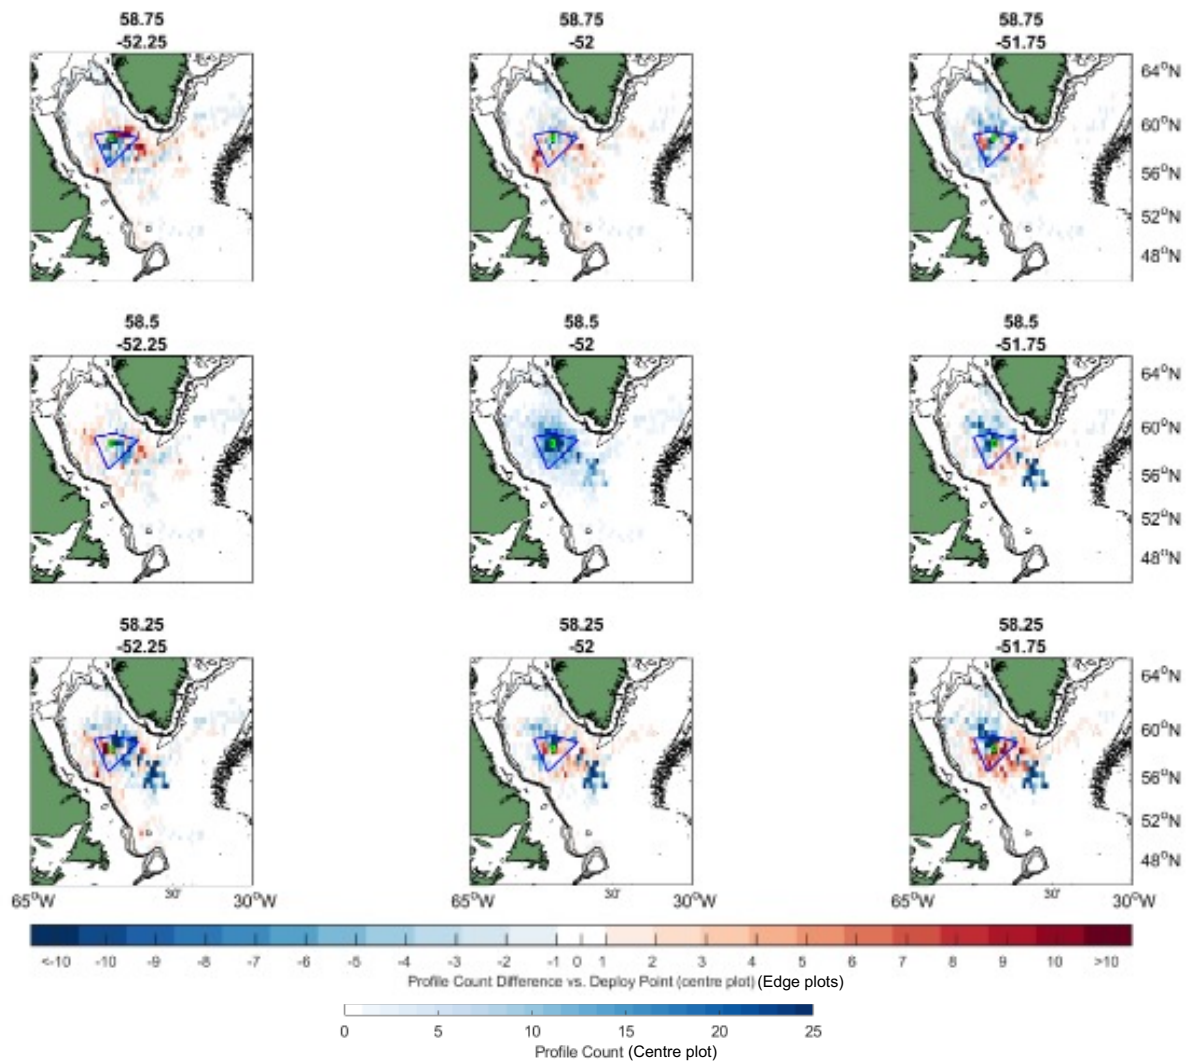 58.75 58.75 58.75
-52.25 -52 -51.75
64°N
60°N
56°N
52°N
48°N
58.5 58.5 58.5
-52.25 -52 -51.75
64°N
60°N
56°N
52°N
48°N
58.25 58.25 58.25
-52.25 -52 -51.75
64°N
60°N
56°N
52°N
48°N
65°W 30' 30°W 65°W 30' 30°W 65°W 30' 30°W
<-10 -10 -9 -8 -7 -6 -5 -4 -3 -2 -1 0 1 2 3 4 5 6 7 8 9 10 >10
Profile Count Difference vs. Deploy Point (centre plot) (Edge plots)
0 5 10 15 20 25
Profile Count (Centre plot)